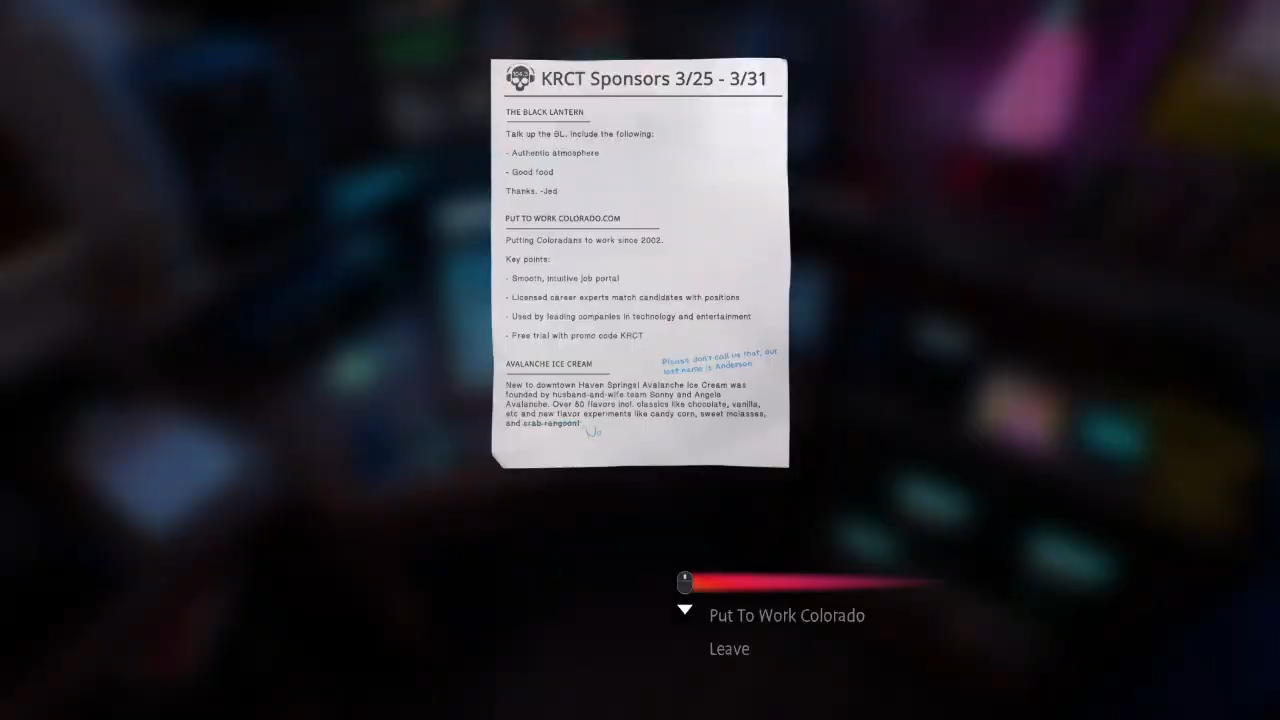 104.3
KRCT Sponsors 3/25 - 3/31
THE BLACK LANTERN
Talk up the BL. Include the following:
- Authentic atmosphere
- Good food
Thanks. -Jed
PUT TO WORK COLORADO.COM
Putting Coloradans to work since 2002.
Key points:
- Smooth, intuitive job portal
- Licensed career experts match candidates with positions
- Used by leading companies in technology and entertainment
- Free trial with promo code KRCT
Please don't call us that, our
last name is Anderson
AVALANCHE ICE CREAM
New to downtown Haven Springs! Avalanche Ice Cream was
founded by husband-and-wife team Sonny and Angela
Avalanche. Over 50 flavors incl. classics like chocolate, vanilla,
etc and new flavor experiments like candy corn, sweet molasses,
and crab rangoon!
No
Put To Work Colorado
Leave